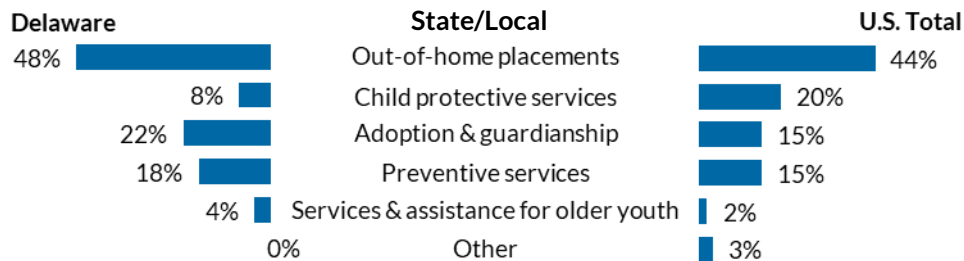 Delaware State/Local U.S. Total
48% Out-of-home placements 44%
8% Child protective services 20%
22% Adoption & guardianship 15%
18% Preventive services 15%
4% Services & assistance for older youth 2%
0% Other 3%